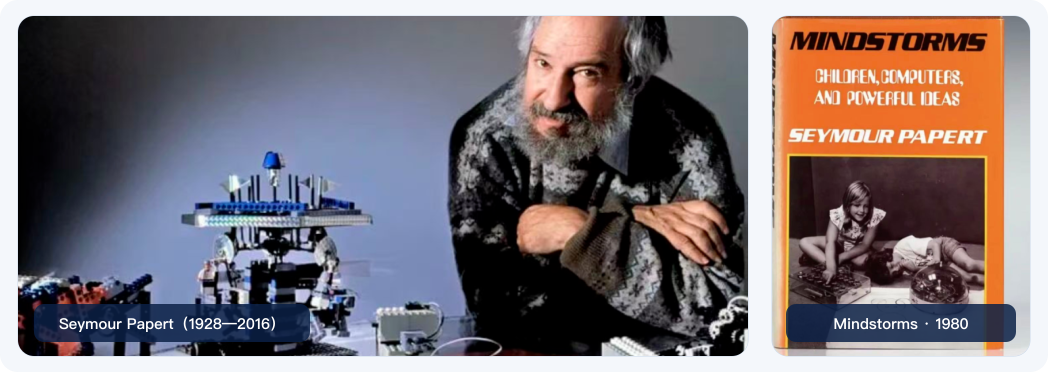 Seymour Papert (1928—2016)
MINDSTORMS
CHILDREN, COMPUTERS,
AND POWERFUL IDEAS
SEYMOUR PAPERT
Mindstorms · 1980